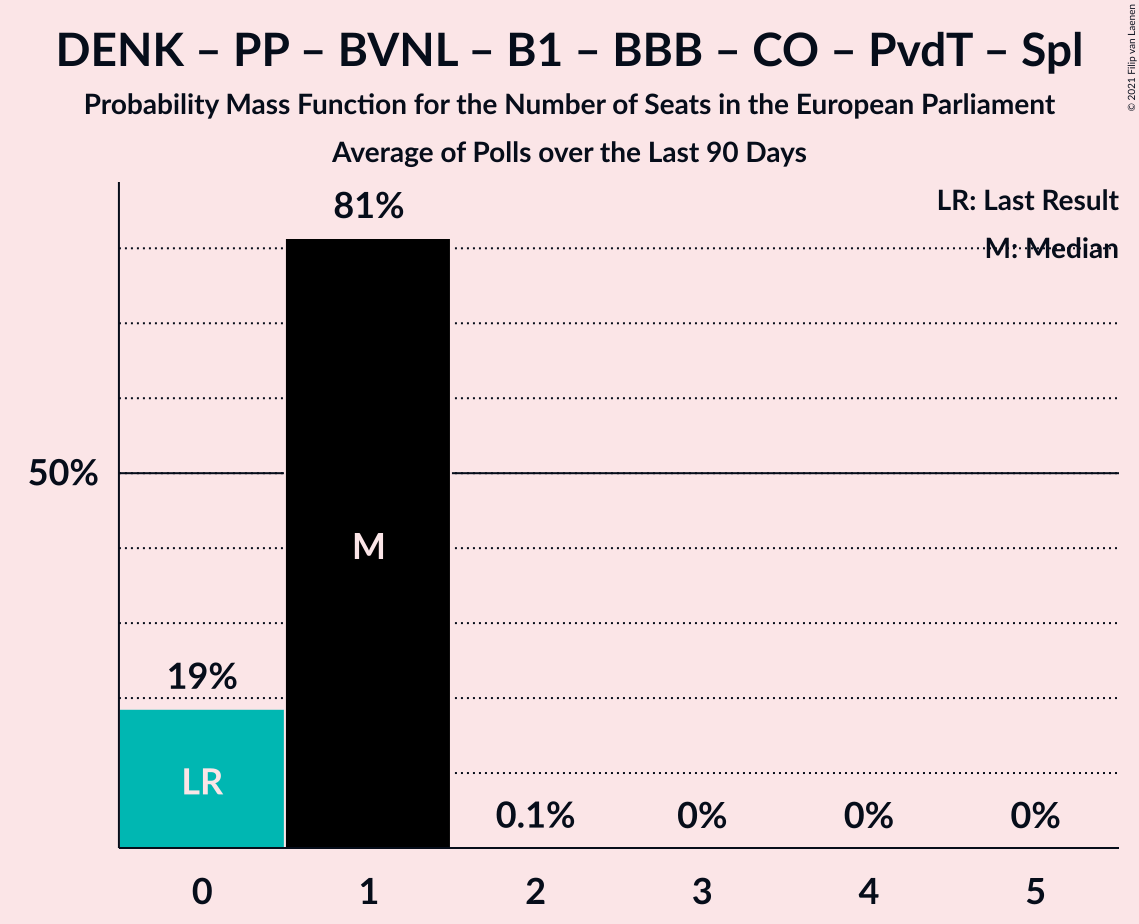 DENK – PP – BVNL – B1 – BBB – CO – PvdT – Spl
Probability Mass Function for the Number of Seats in the European Parliament
Average of Polls over the Last 90 Days
© 2021 Filip van Laenen
LR: Last Result
M: Median
81%
50%
M
19%
LR
0.1%
0%
0%
0%
0
1
2
3
4
5